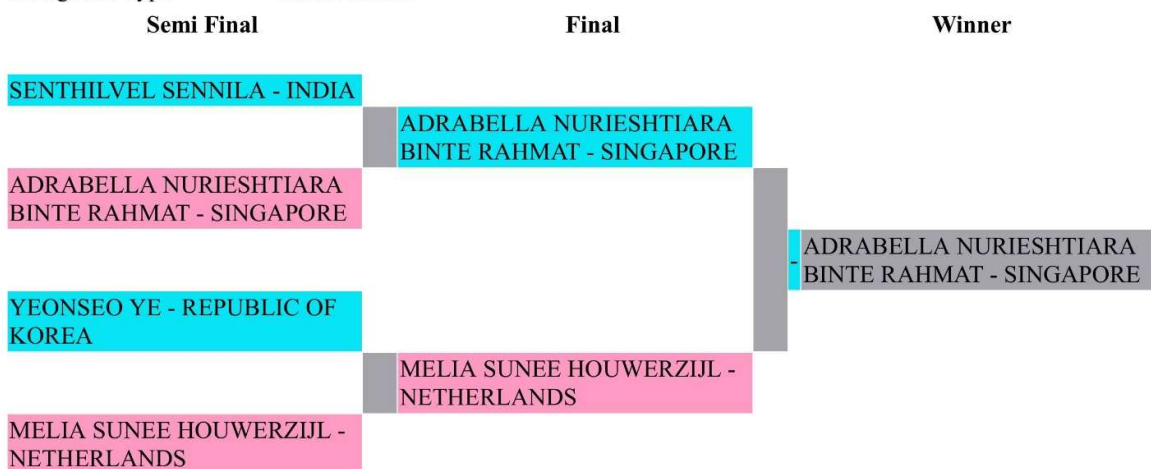 Semi Final Final Winner
SENTHILVEL SENNILA - INDIA
ADRABELLA NURIESHTIARA
BINTE RAHMAT - SINGAPORE
ADRABELLA NURIESHTIARA
BINTE RAHMAT - SINGAPORE
- ADRABELLA NURIESHTIARA
BINTE RAHMAT - SINGAPORE
YEONSEO YE - REPUBLIC OF
KOREA
MELIA SUNEE HOUWERZIJL -
NETHERLANDS
MELIA SUNEE HOUWERZIJL -
NETHERLANDS